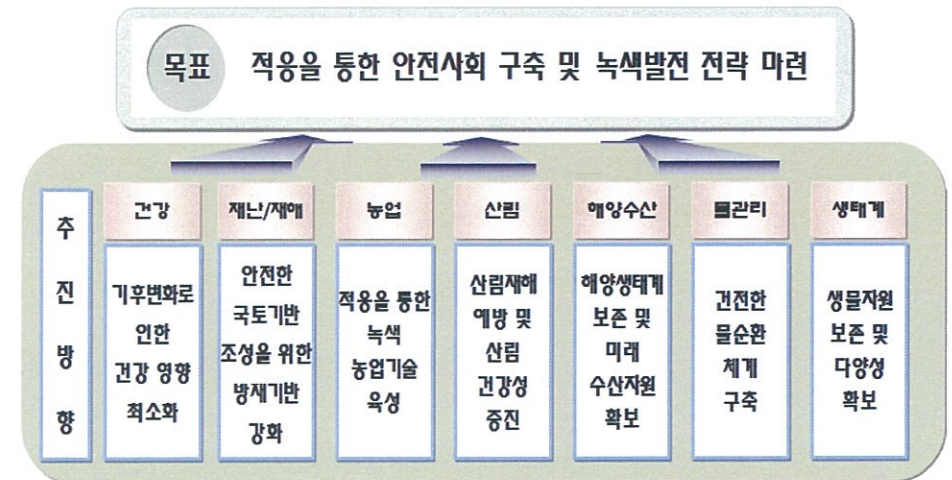 목표 적응을 통한 안전사회 구축 및 녹색발전 전략 마련
추
진
방
향
건강
기후변화로
인한
건강 영향
최소화
재난/재해
안전한
국토기반
조성을 위한
방재기반
강화
농업
적응을 통한
녹색
농업기술
육성
산림
산림재해
예방 및
산림
건강성
증진
해양수산
해양생태계
보존 및
미래
수산자원
확보
물관리
건전한
물순환
체계
구축
생태계
생물자원
보존 및
다양성
확보